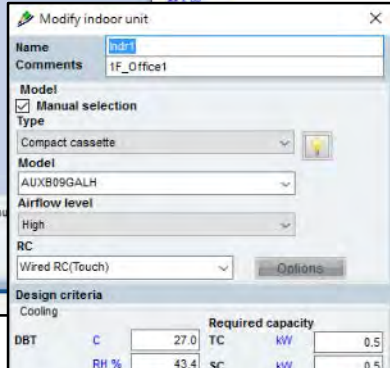 Modify indoor unit
Name Indr1
Comments 1F_Office1
Model
Manual selection
Type
Compact cassette
Model
AUXB09GALH
Airflow level
High
RC
Wired RC(Touch) Options
Design criteria
Cooling
Required capacity
DBT C 27.0 TC kW 0.5
RH % 43.4 SC kW 0.5